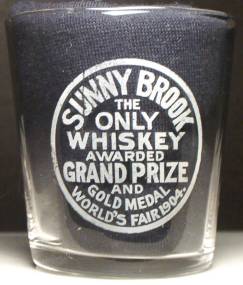 SUNNY BROOK
THE
ONLY
WHISKEY
AWARDED
GRAND PRIZE
AND
GOLD MEDAL
WORLD'S FAIR 1904.